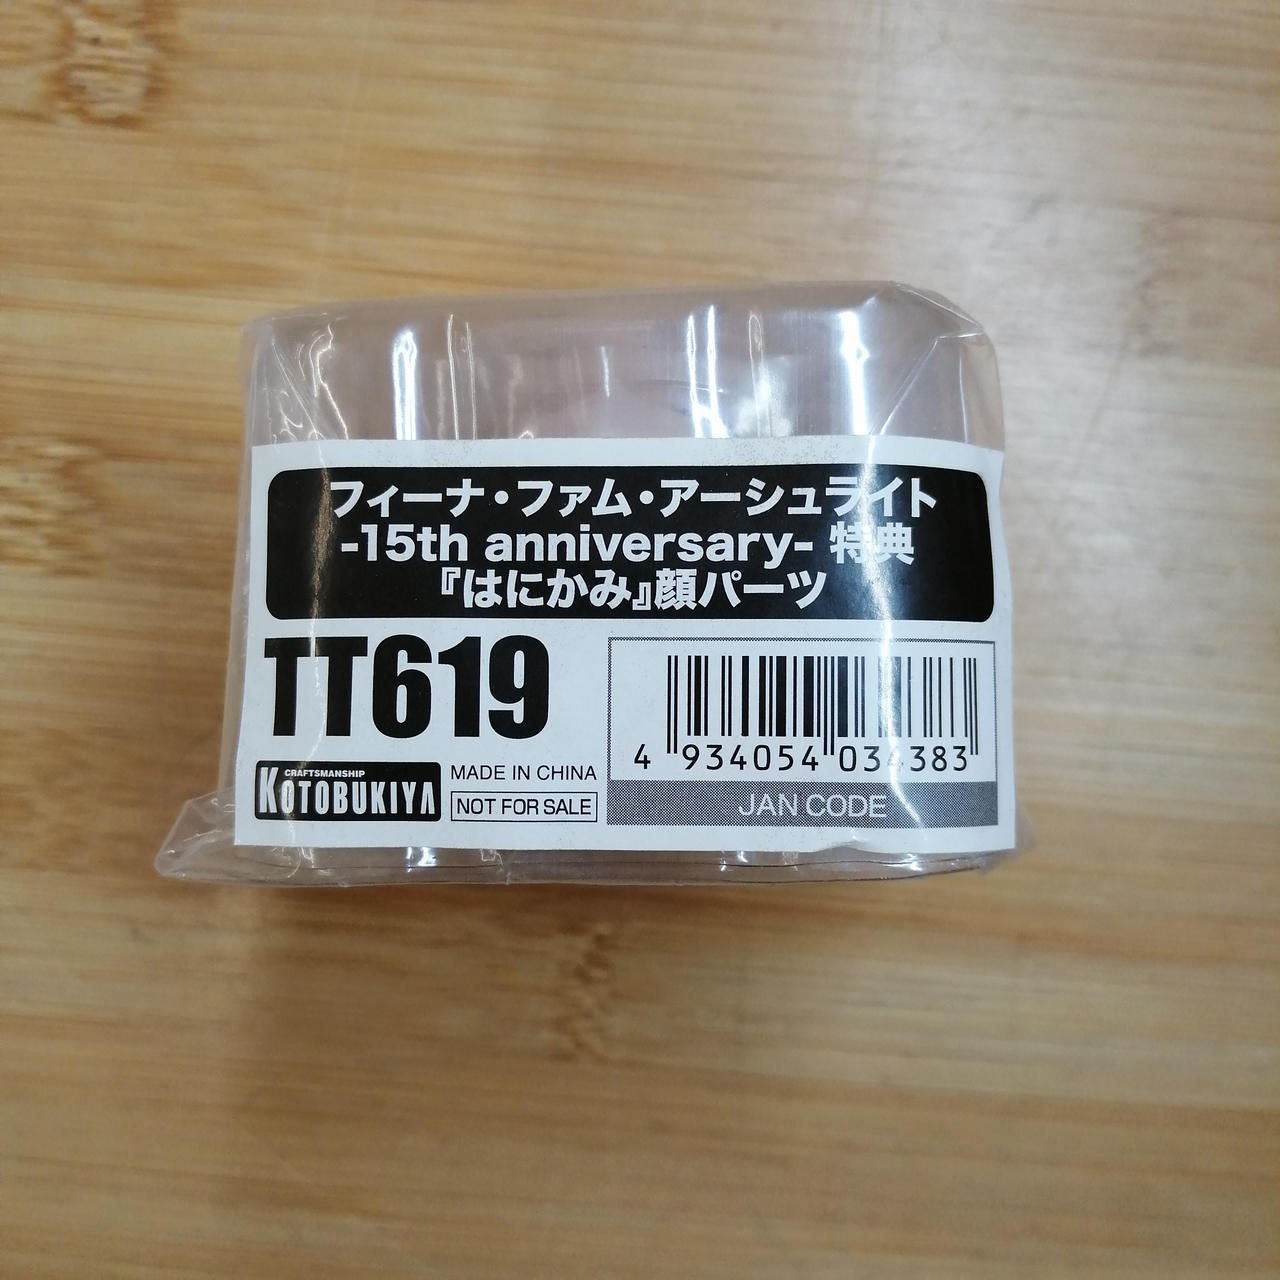 フィーナ・ファム・アーシュライト
-15th anniversary- 特典
『はにかみ』顔パーツ
TT619
CRAFTSMANSHIP
KOTOBUKIYA
MADE IN CHINA
NOT FOR SALE
4 934054 034383
JAN CODE